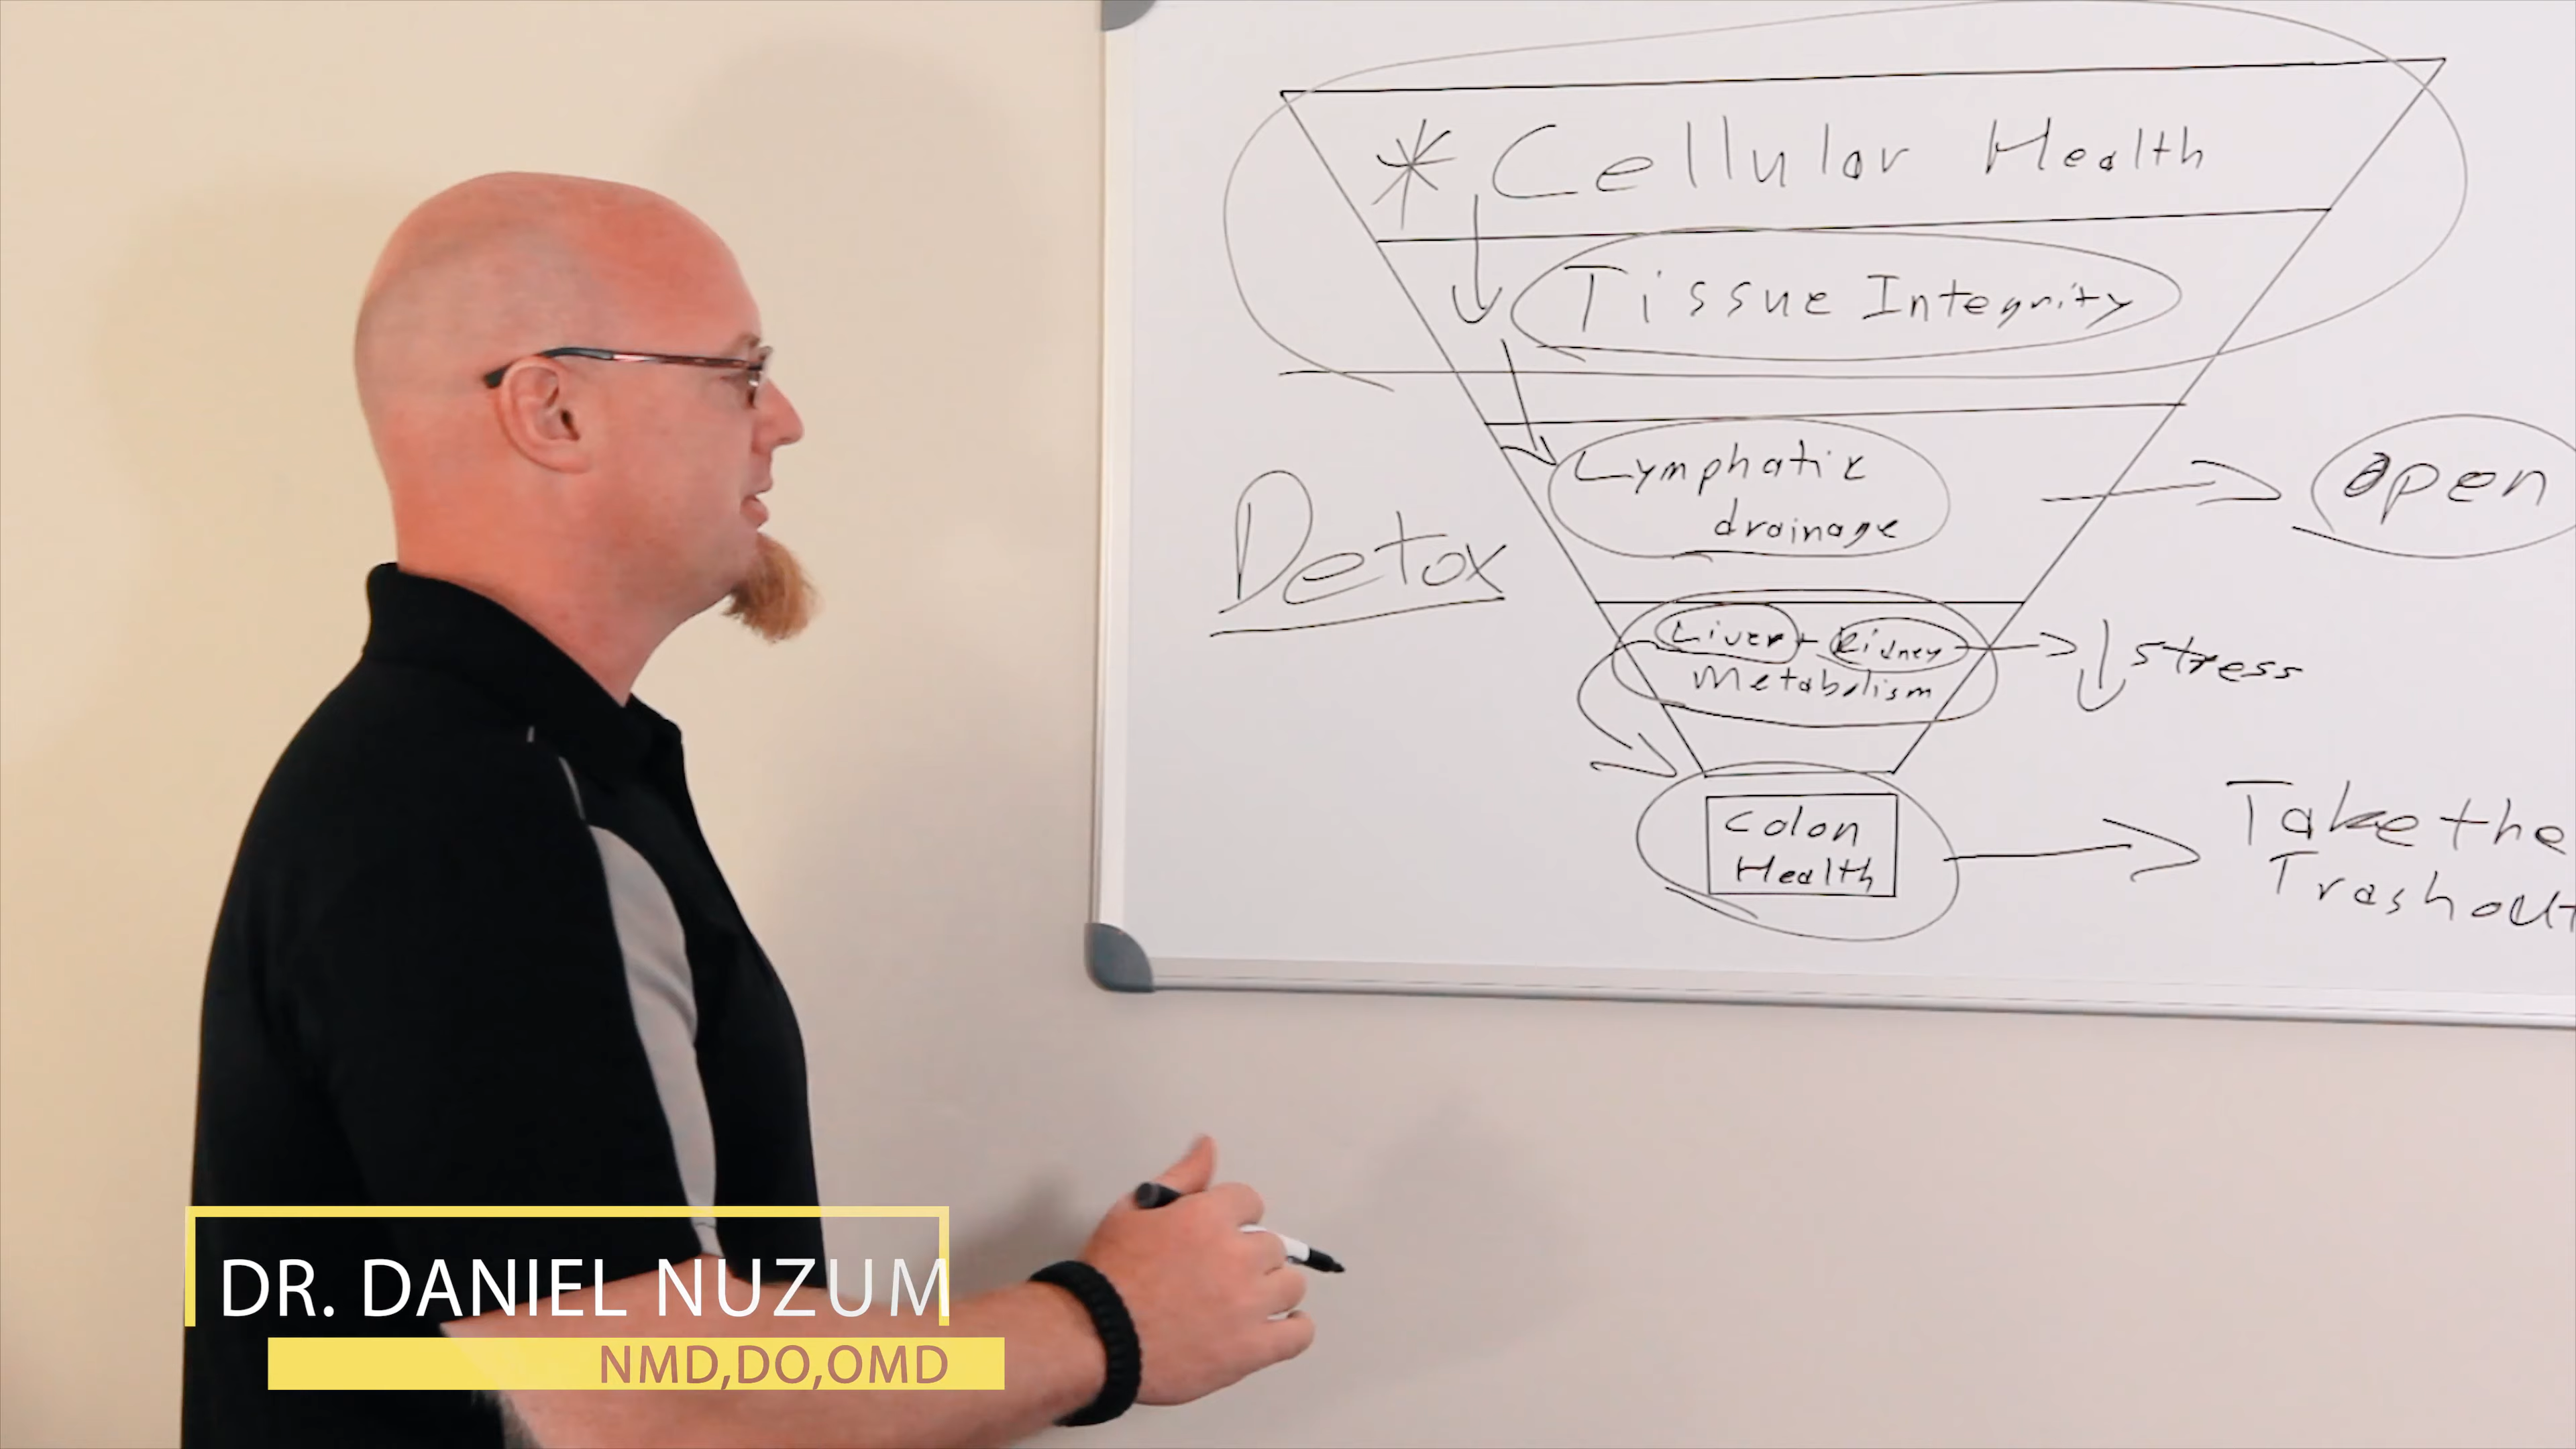 * Cellular Health
Tissue Integrity
Lymphatic
drainage
Open
Detox
Liver + Kidney
Metabolism
↓ stress
Colon
Health
Take the
Trash out
DR. DANIEL NUZUM
NMD,DO,OMD